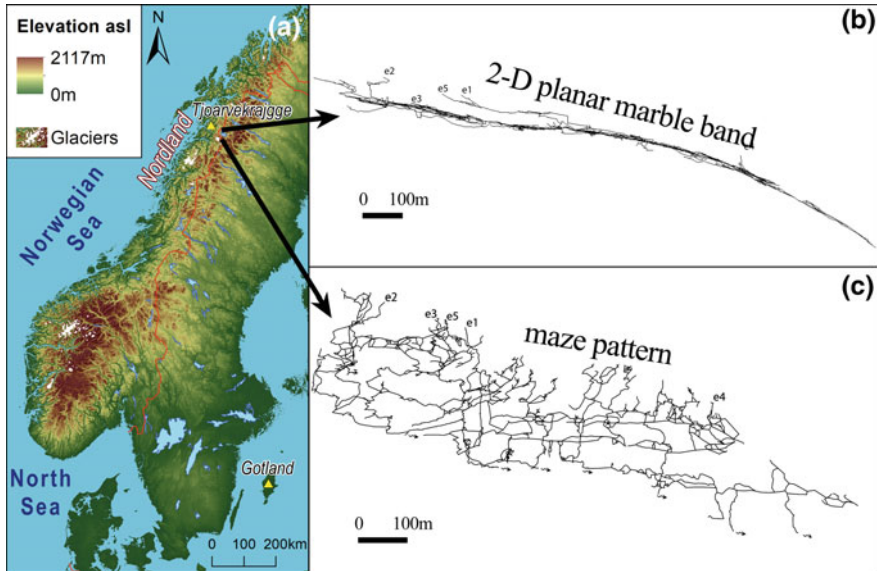 Elevation asl
2117m
0m
Glaciers
N
(a)
Tjoarvekrajgge
Nordland
Norwegian
Sea
North
Sea
Gotland
0 100 200km
(b)
e2
e3
e5
e1
2-D planar marble band
0 100m
(c)
e2
e3
e5
e1
maze pattern
e4
0 100m